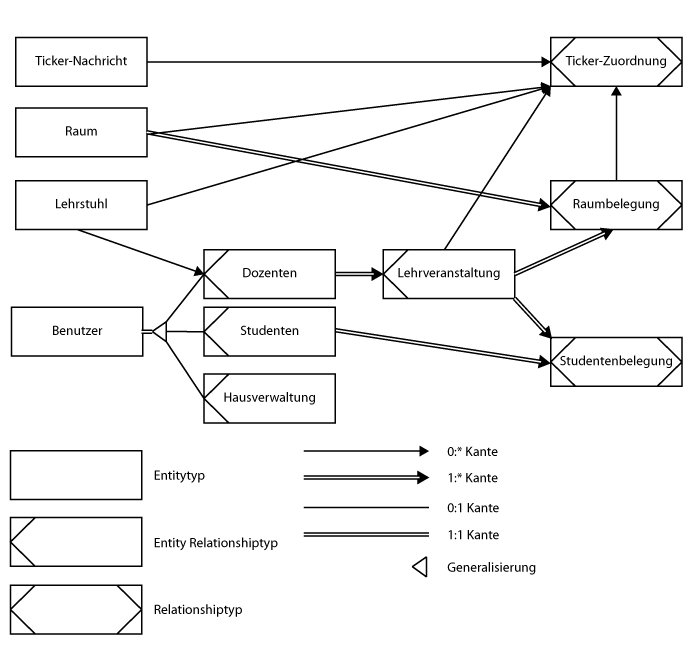 Ticker-Nachricht
Ticker-Zuordnung
Raum
Lehrstuhl
Raumbelegung
Dozenten
Lehrveranstaltung
Benutzer
Studenten
Studentenbelegung
Hausverwaltung
Entitytyp
Entity Relationshiptyp
Relationshiptyp
0:* Kante
1:* Kante
0:1 Kante
1:1 Kante
Generalisierung